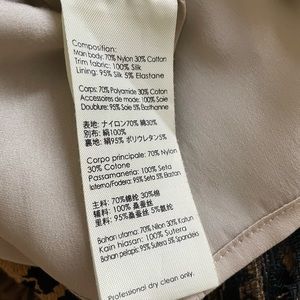 Composition:
Main body: 70% Nylon 30% Cotton
Trim fabric: 100% Silk
Lining: 95% Silk 5% Elastane
Corps: 70% Polyamide 30% Coton
Accessoires de mode: 100% Soie
Doublure: 95% Soie 5% Élasthanne
表地: ナイロン70% 綿30%
別布: 絹100%
裏地: 絹95% ポリウレタン5%
Corpo principale: 70% Nylon
30% Cotone
Passamaneria: 100% Seta
Interno/Fodera: 95% Seta 5% Elastan
主料: 70%锦纶 30%棉
辅料: 100% 桑蚕丝
里料: 95%桑蚕丝 5%氨纶
Bahan utama: 70% Nilon 30% Katun
Kain hiasan: 100% Sutera
Bahan pelapis: 95% Sutera 5% Spandeks
Professional dry clean only.